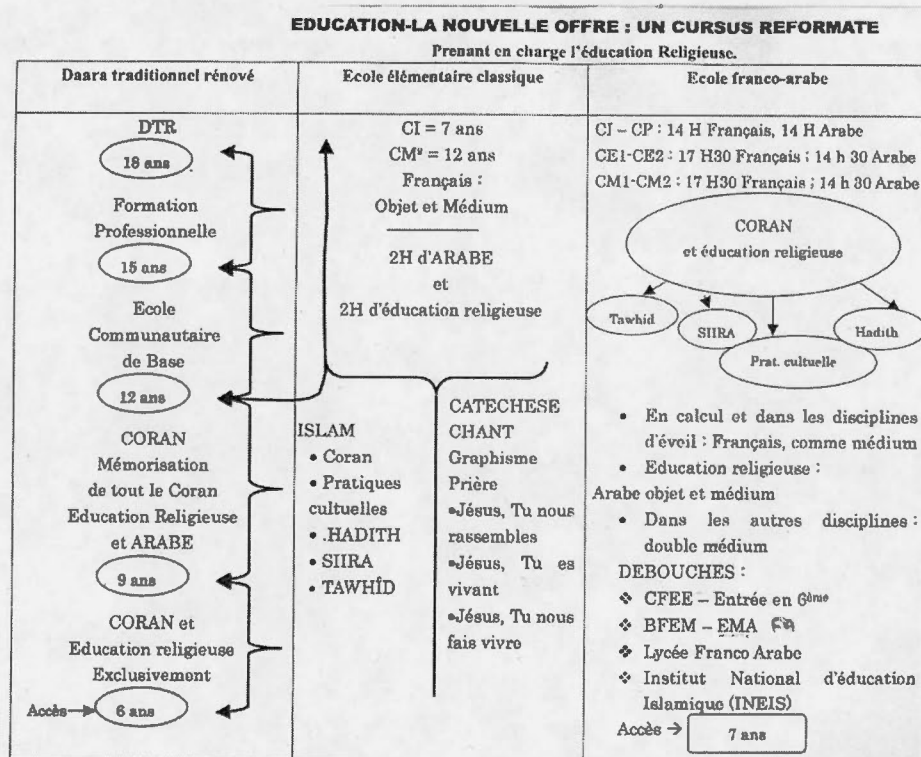 EDUCATION-LA NOUVELLE OFFRE : UN CURSUS REFORMATE
Prenant en charge l'éducation Religieuse.
Daara traditionnel rénové
DTR
18 ans
Formation
Professionnelle
15 ans
Ecole
Communautaire
de Base
12 ans
CORAN
Mémorisation
de tout le Coran
Education Religieuse
et ARABE
9 ans
CORAN et
Education religieuse
Exclusivement
Accès
6 ans
Ecole élémentaire classique
CI = 7 ans
CMª = 12 ans
Français :
Objet et Médium
2H d'ARABE
et
2H d'éducation religieuse
ISLAM
• Coran
• Pratiques
cultuelles
• .HADITH
• SIIRA
• TAWHÎD
CATECHESE
CHANT
Graphisme
Prière
•Jésus, Tu nous
rassembles
•Jésus, Tu es
vivant
•Jésus, Tu nous
fais vivre
Ecole franco-arabe
CI – CP : 14 H Français, 14 H Arabe
CE1-CE2 : 17 H30 Français ; 14 h 30 Arabe
CM1-CM2 : 17 H30 Français ; 14 h 30 Arabe
CORAN
et éducation religieuse
Tawhid
SIIRA
Prat. cultuelle
Hadith
• En calcul et dans les disciplines
d'éveil : Français, comme médium
• Education religieuse :
Arabe objet et médium
• Dans les autres disciplines :
double médium
DEBOUCHES :
❖ CFEE – Entrée en 6ème
❖ BFEM – EMA FA
❖ Lycée Franco Arabe
❖ Institut National d'éducation
Islamique (INEIS)
Accès →
7 ans